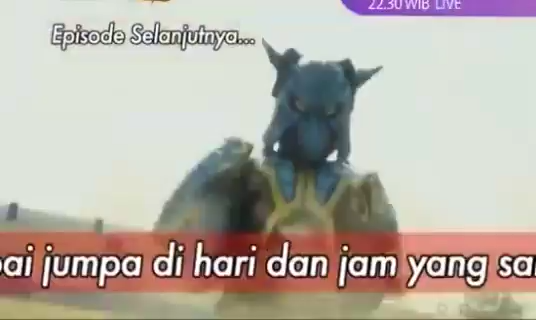 22.30 WIB LIVE
Episode Selanjutnya...
pai jumpa di hari dan jam yang sa